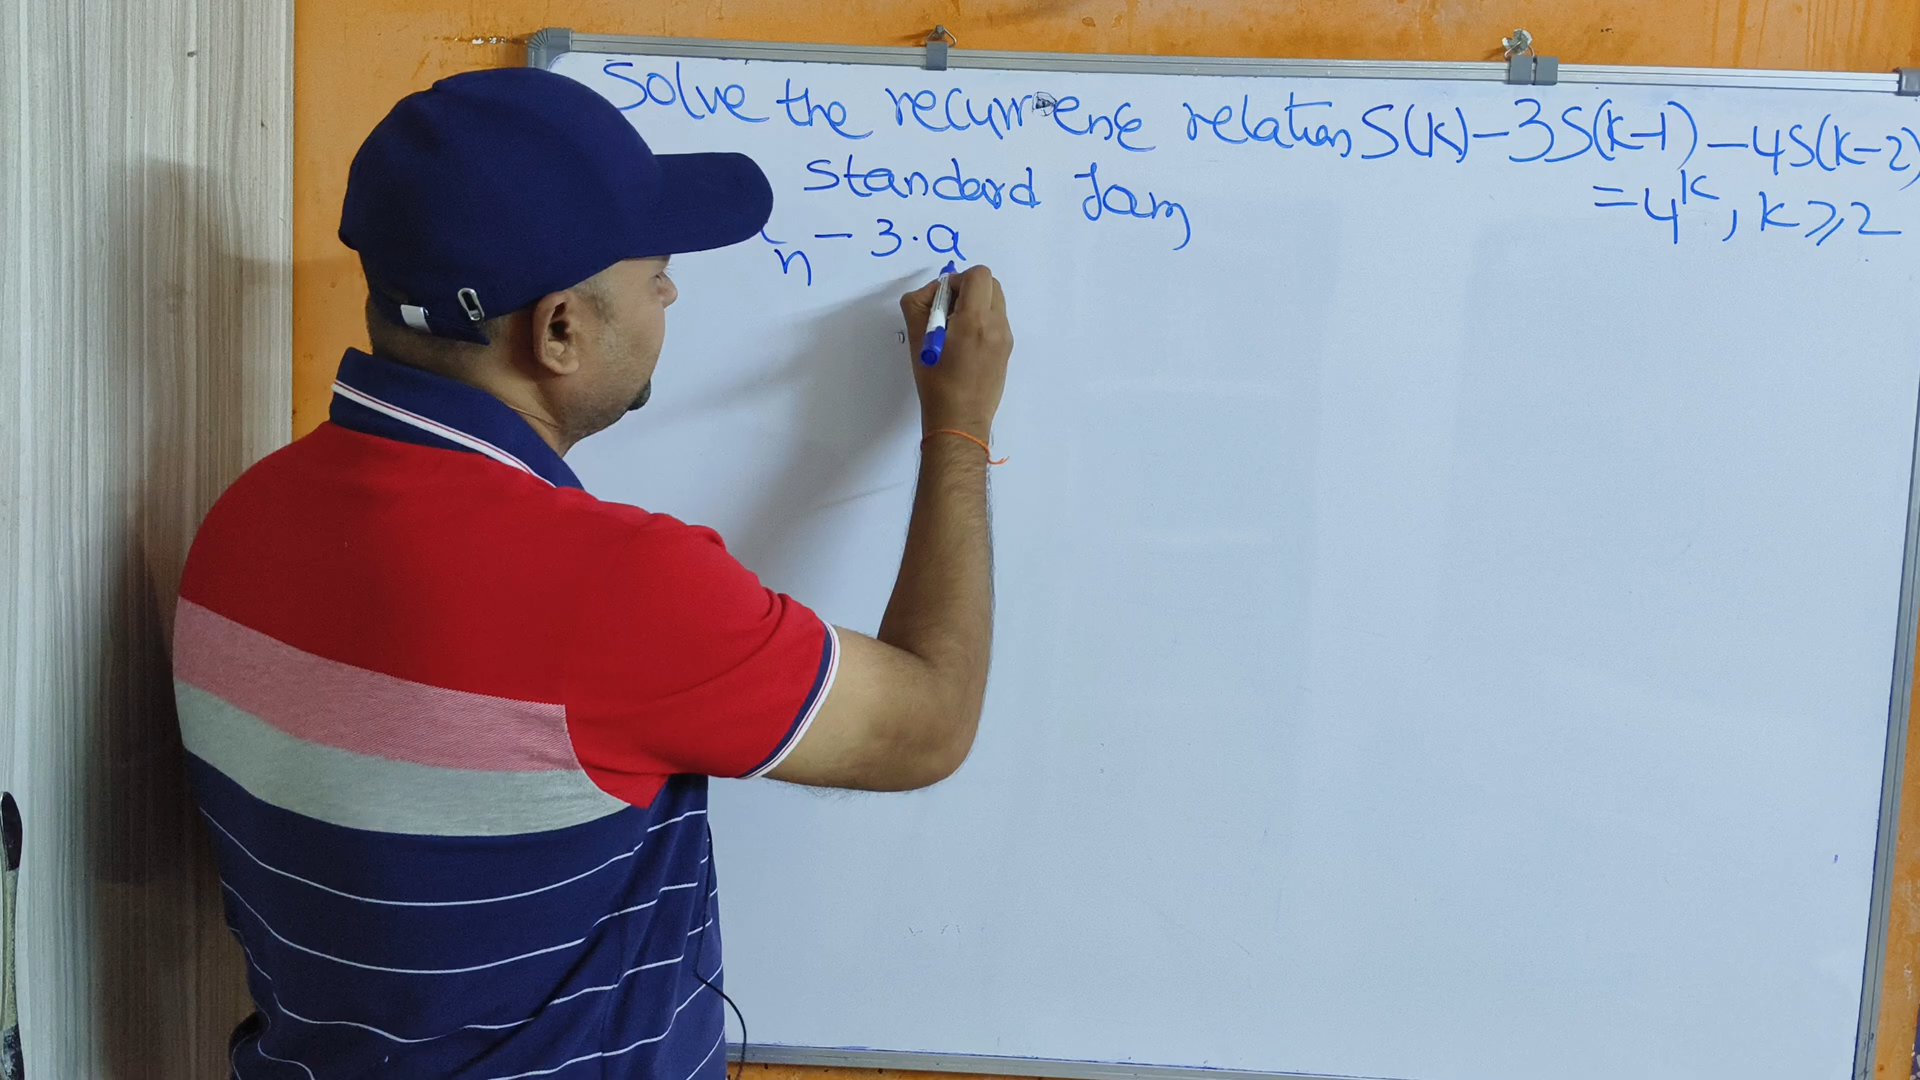 Solve the recurrence relation S(k)-3S(k-1)-4S(k-2)
=4^k, k≥2
Standard form
n - 3.a